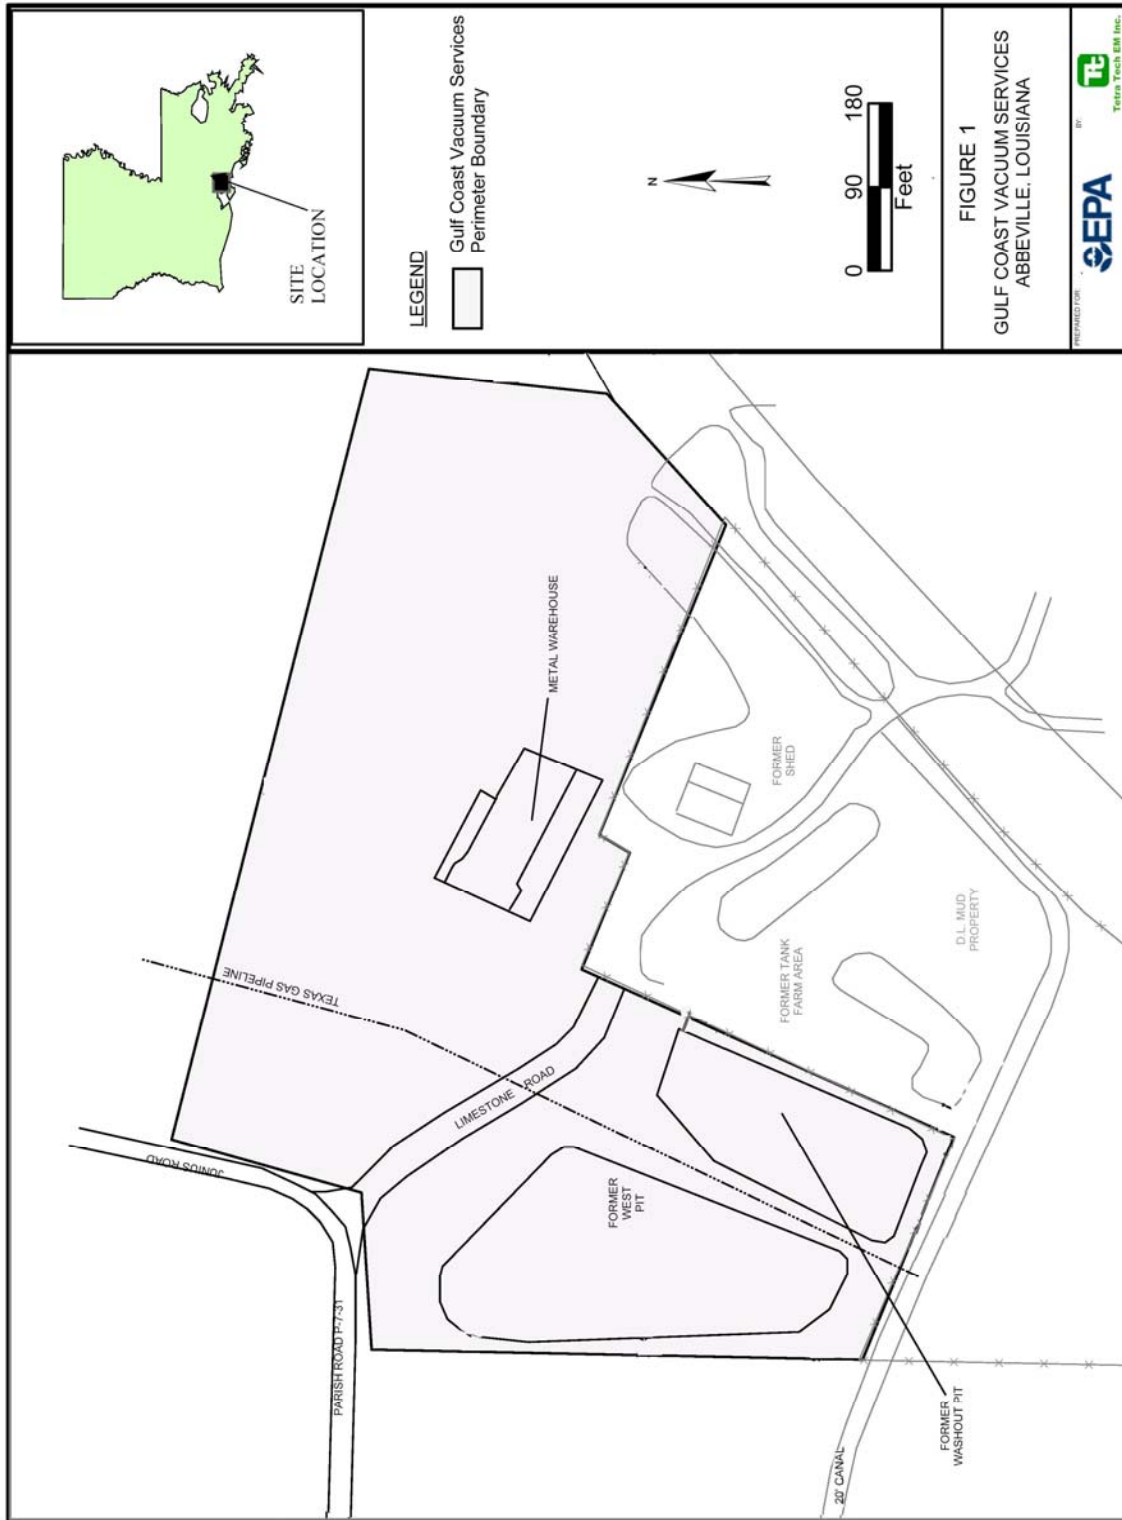 SITE
LOCATION
LEGEND
Gulf Coast Vacuum Services
Perimeter Boundary
N
0 90 180
Feet
FIGURE 1
GULF COAST VACUUM SERVICES
ABBEVILLE, LOUISIANA
PREPARED FOR:
EPA
BY:
Tt
Tetra Tech EM Inc.
JUNIUS ROAD
PARISH ROAD P-7-31
TEXAS GAS PIPELINE
LIMESTONE ROAD
METAL WAREHOUSE
FORMER
WEST
PIT
FORMER
SHED
FORMER TANK
FARM AREA
D.L. MUD
PROPERTY
20' CANAL
FORMER
WASHOUT PIT